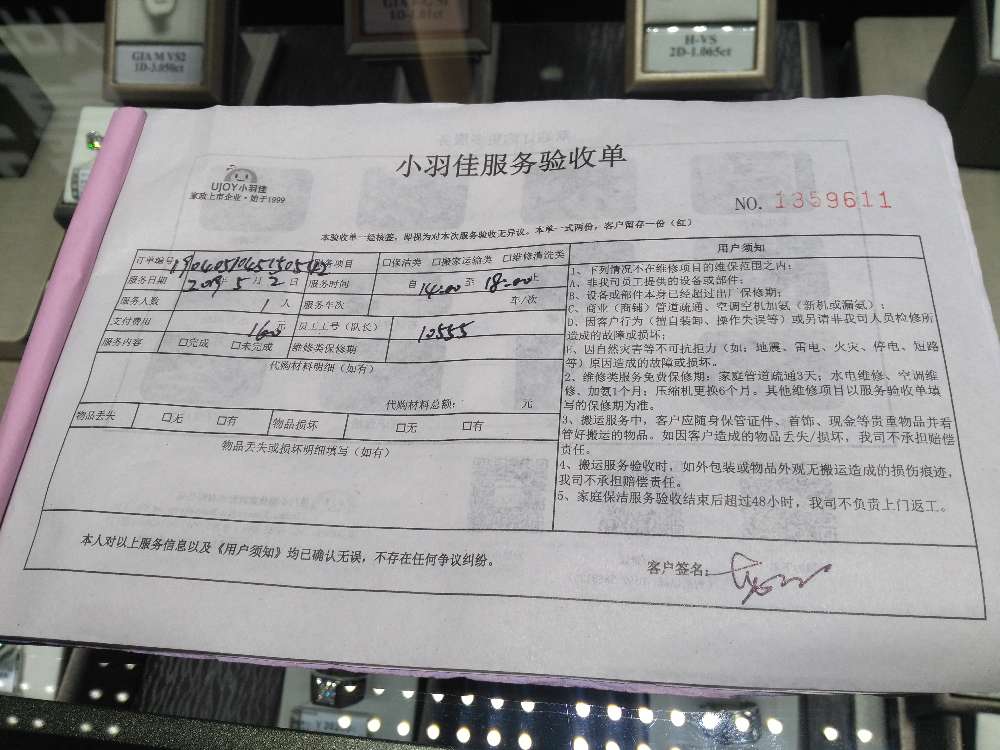 GIA M VS2
1D-3.050ct
H-VS
2D-1.065ct
小羽佳服务验收单
UJOY小羽佳
家政上市企业·始于1999
NO. 1359611
本验收单一经核签，即视为对本次服务验收无异议。本单一式两份，客户留存一份（红）
订单编号 服务项目 □保洁类 □搬家运输类 □维修清洗类
服务日期 2019年5月2日 服务时间 自 14:00 至 18:00 止
服务人数 1 人 服务车次 车/次
支付费用 1600 元 员工工号（队长） 10555
服务内容 □完成 □未完成 维修类保修期
代购材料明细（如有）
代购材料总额： 元
物品丢失 □无 □有 物品损坏 □无 □有
物品丢失或损坏明细填写（如有）
用户须知
1、下列情况不在维修项目的维保范围之内：
A、非我司员工提供的设备或部件；
B、设备或部件本身已经超过出厂保修期；
C、商业（商铺）管道疏通、空调空机加氨（新机或漏氨）；
D、因客户行为（擅自装卸、操作失误等）或另请非我司人员检修所
造成的故障或损坏；
E、因自然灾害等不可抗拒力（如：地震、雷电、火灾、停电、短路
等）原因造成的故障或损坏。
2、维修类服务免费保修期：家庭管道疏通3天；水电维修、空调维
修、加氨1个月；压缩机更换6个月。其他维修项目以服务验收单填
写的保修期为准。
3、搬运服务中，客户应随身保管证件、首饰、现金等贵重物品并看
管好搬运的物品。如因客户造成的物品丢失/损坏，我司不承担赔偿
责任。
4、搬运服务验收时，如外包装或物品外观无搬运造成的损伤痕迹，
我司不承担赔偿责任。
5、家庭保洁服务验收结束后超过48小时，我司不负责上门返工。
本人对以上服务信息以及《用户须知》均已确认无误，不存在任何争议纠纷。
客户签名：